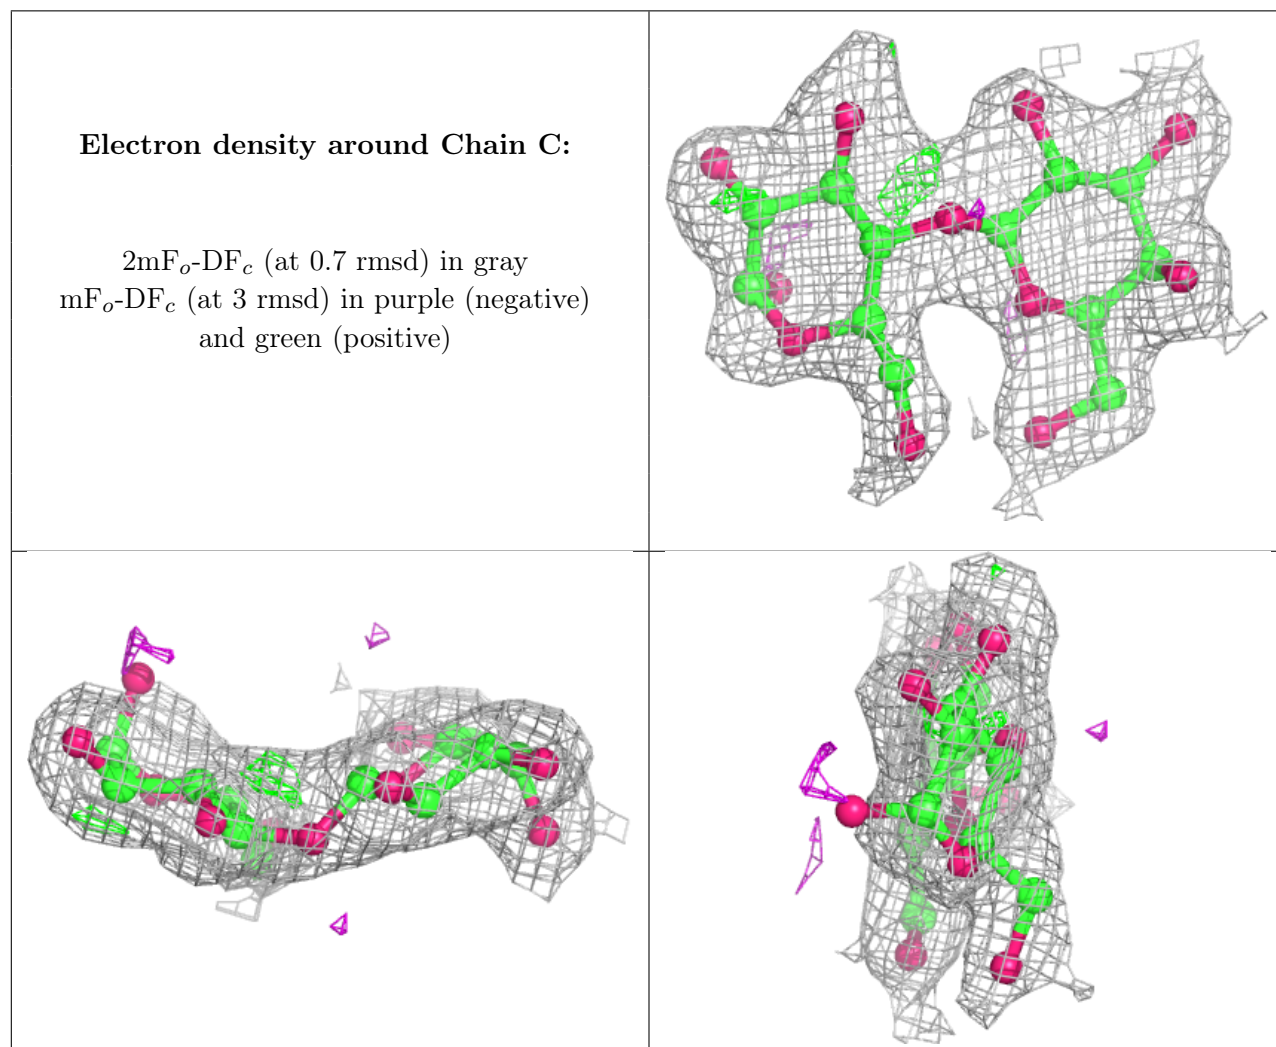 Electron density around Chain C:
2mFo-DFc (at 0.7 rmsd) in gray
mFo-DFc (at 3 rmsd) in purple (negative)
and green (positive)